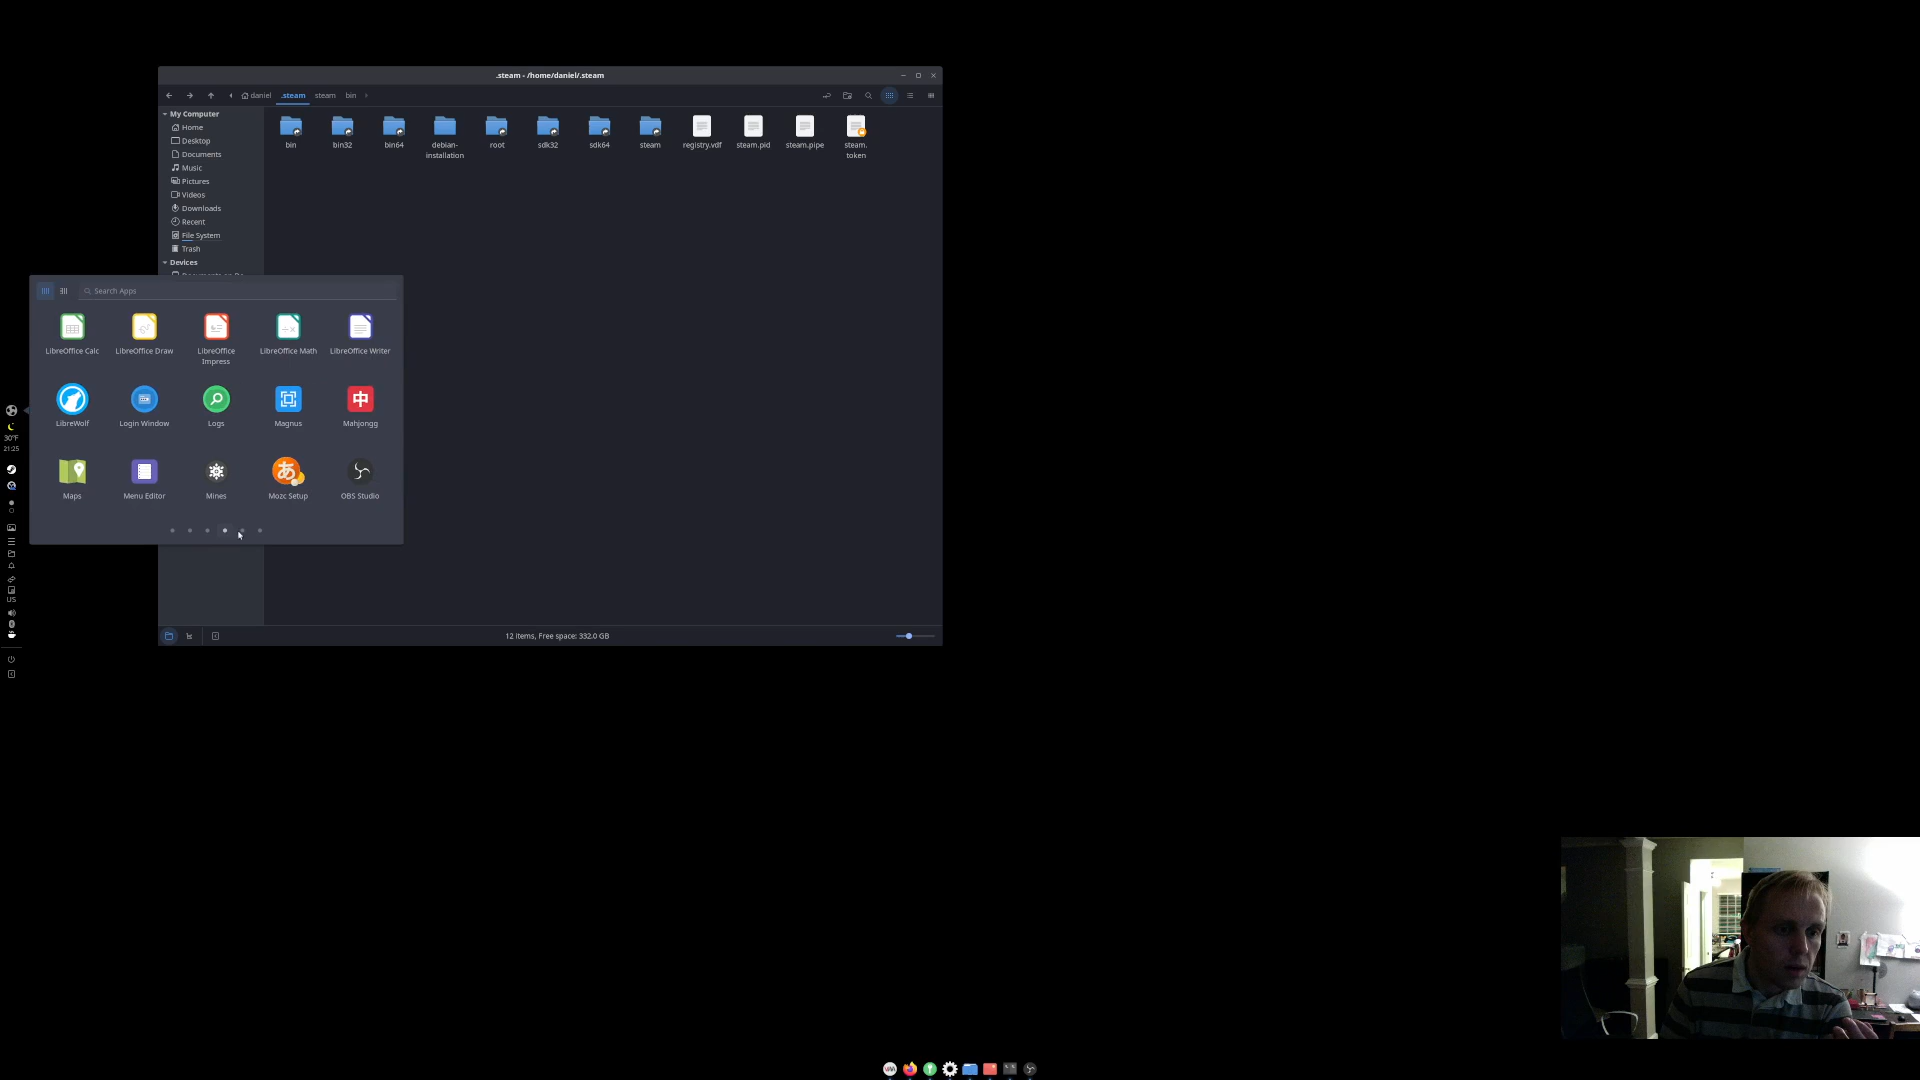 .steam - /home/daniel/.steam
daniel .steam steam bin
My Computer
Home
Desktop
Documents
Music
Pictures
Videos
Downloads
Recent
File System
Trash
Devices
bin bin32 bin64 debian-installation root sdk32 sdk64 steam registry.vdf steam.pid steam.pipe steam.token
Search Apps
LibreOffice Calc LibreOffice Draw LibreOffice Impress LibreOffice Math LibreOffice Writer
LibreWolf Login Window Logs Magnus Mahjongg
Maps Menu Editor Mines Mozc Setup OBS Studio
30°F
21:25
US
12 items, Free space: 332.0 GB
中
あ